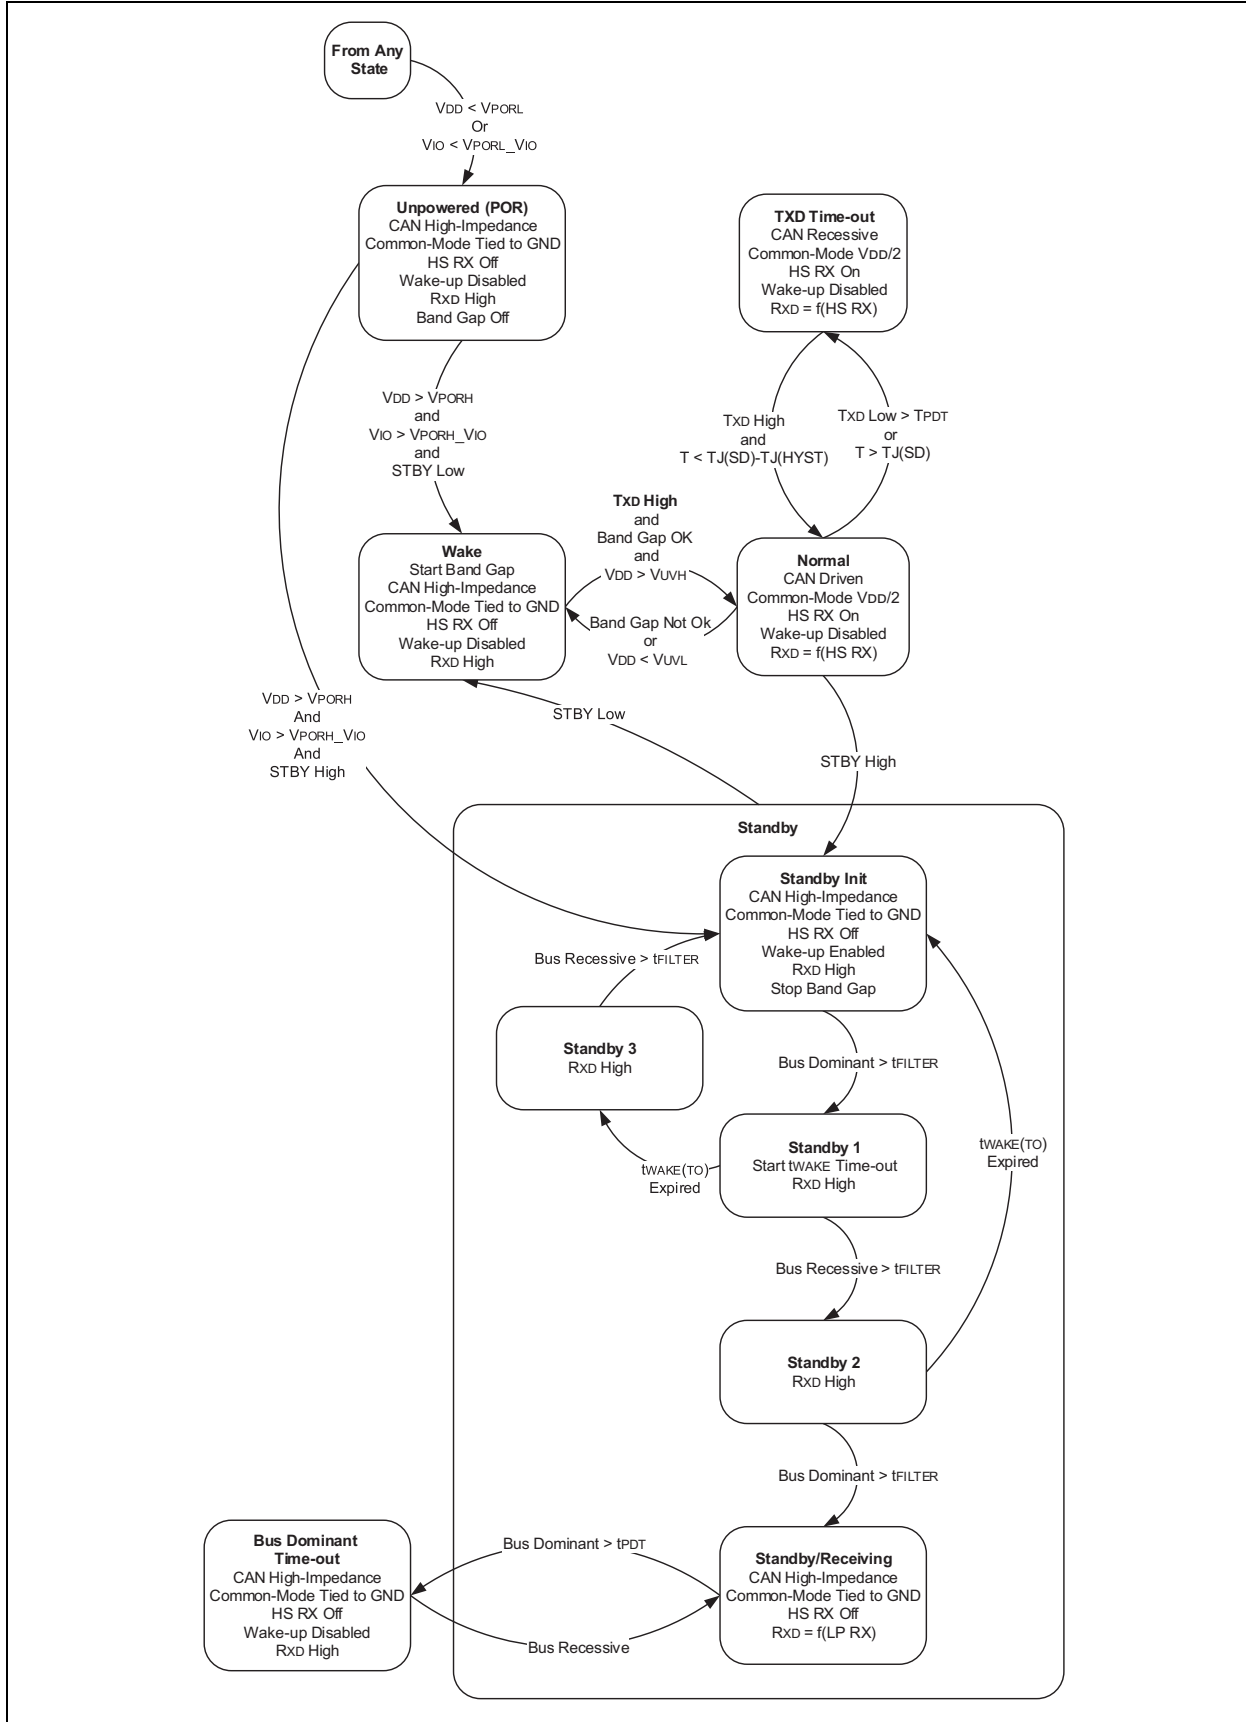 From Any
State
VDD < VPORL
Or
VIO < VPORL_VIO
Unpowered (POR)
CAN High-Impedance
Common-Mode Tied to GND
HS RX Off
Wake-up Disabled
RXD High
Band Gap Off
TXD Time-out
CAN Recessive
Common-Mode VDD/2
HS RX On
Wake-up Disabled
RXD = f(HS RX)
VDD > VPORH
and
VIO > VPORH_VIO
and
STBY Low
TXD High
and
T < TJ(SD)-TJ(HYST)
TXD Low > TPDT
or
T > TJ(SD)
TXD High
and
Band Gap OK
and
VDD > VUVH
Wake
Start Band Gap
CAN High-Impedance
Common-Mode Tied to GND
HS RX Off
Wake-up Disabled
RXD High
Normal
CAN Driven
Common-Mode VDD/2
HS RX On
Wake-up Disabled
RXD = f(HS RX)
Band Gap Not Ok
or
VDD < VUVL
VDD > VPORH
And
VIO > VPORH_VIO
And
STBY High
STBY Low
STBY High
Standby
Standby Init
CAN High-Impedance
Common-Mode Tied to GND
HS RX Off
Wake-up Enabled
RXD High
Stop Band Gap
Bus Recessive > tFILTER
Standby 3
RXD High
Bus Dominant > tFILTER
Standby 1
Start tWAKE Time-out
RXD High
tWAKE(TO)
Expired
tWAKE(TO)
Expired
Bus Recessive > tFILTER
Standby 2
RXD High
Bus Dominant > tFILTER
Bus Dominant
Time-out
CAN High-Impedance
Common-Mode Tied to GND
HS RX Off
Wake-up Disabled
RXD High
Bus Dominant > tPDT
Bus Recessive
Standby/Receiving
CAN High-Impedance
Common-Mode Tied to GND
HS RX Off
RXD = f(LP RX)